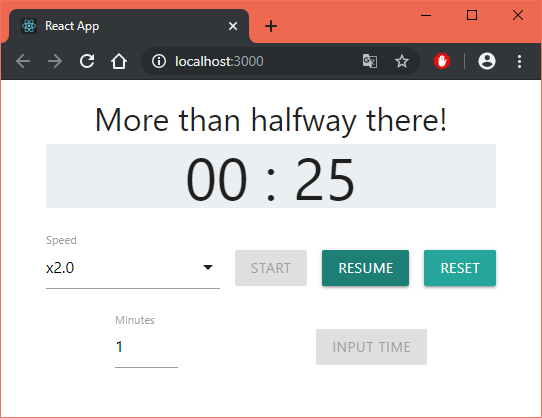 React App
localhost:3000
More than halfway there!
00 : 25
Speed
x2.0
START RESUME RESET
Minutes
1
INPUT TIME